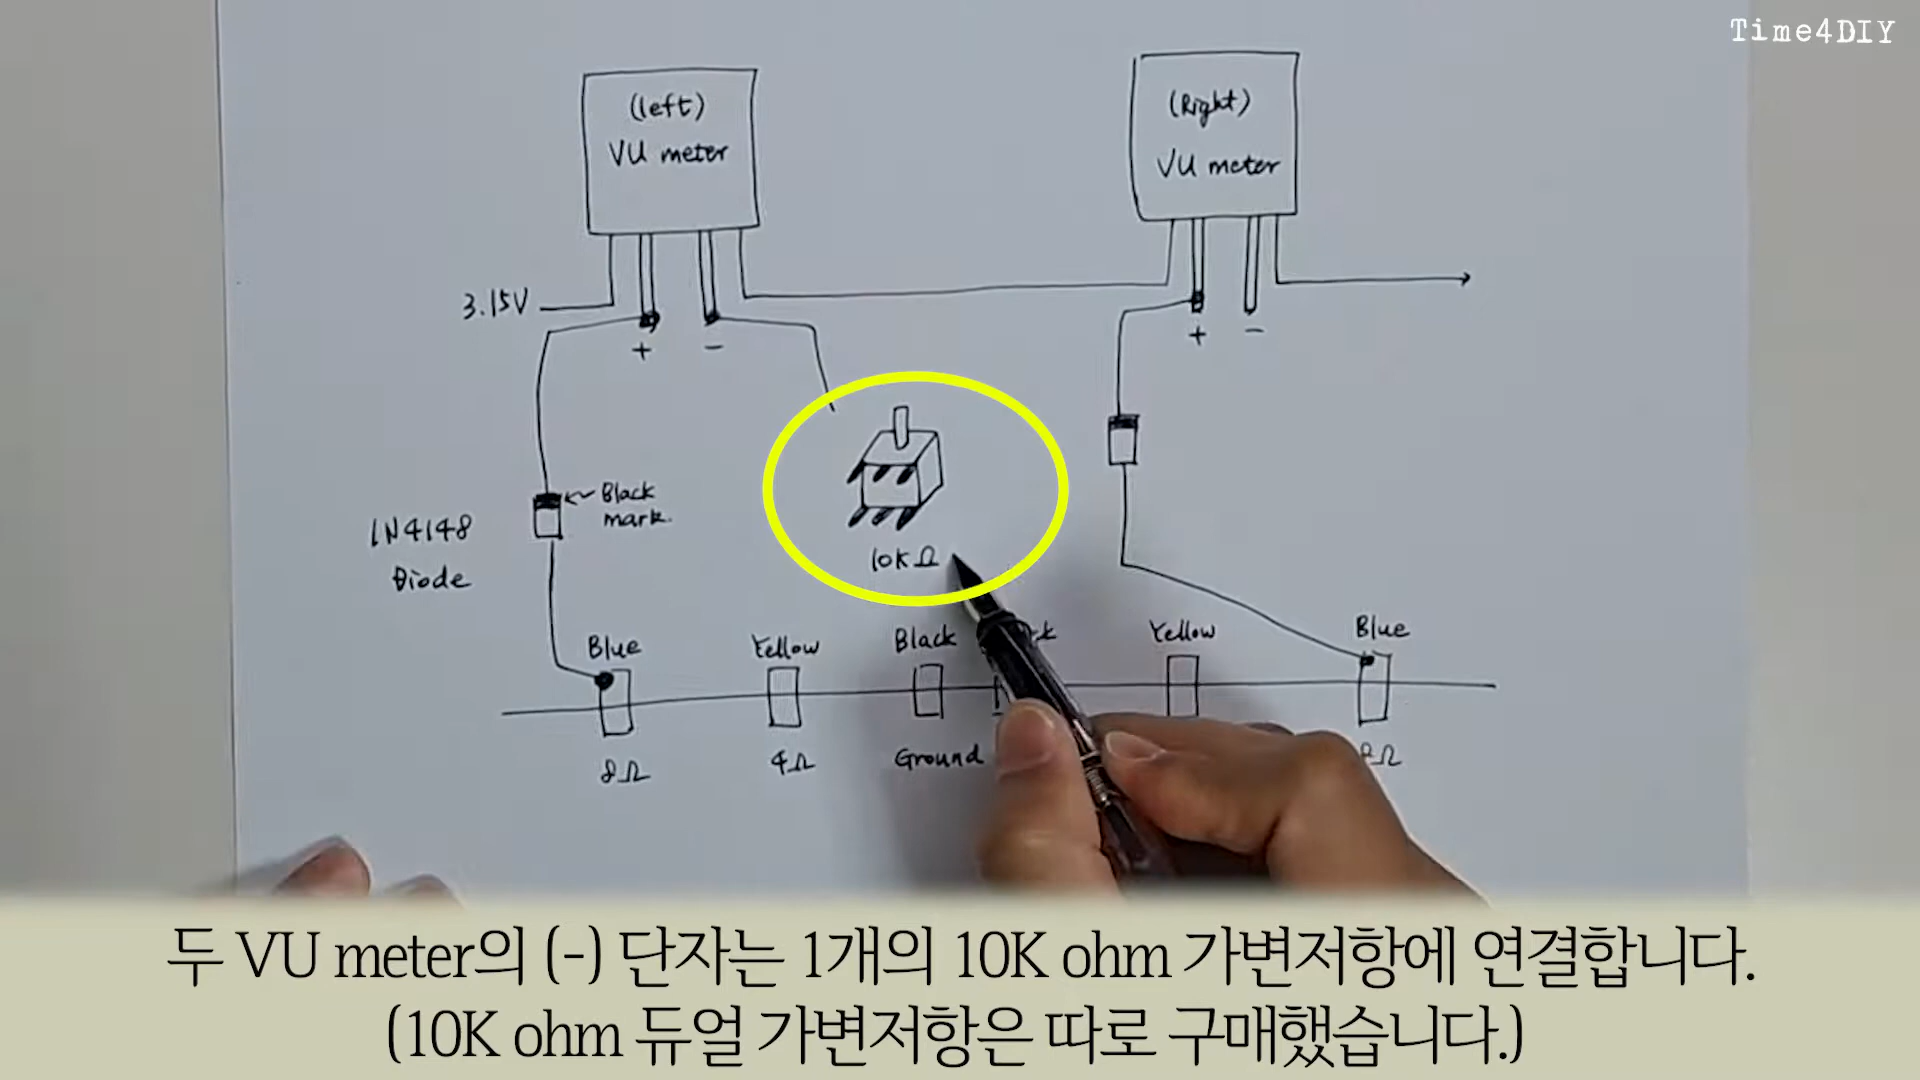 Time4DIY
(left)
VU meter
(Right)
VU meter
3.15V
+
-
+
-
Black
mark.
1N4148
Diode
10KΩ
Blue
Yellow
Black
Yellow
Blue
8Ω
4Ω
Ground
두 VU meter의 (-) 단자는 1개의 10K ohm 가변저항에 연결합니다.
(10K ohm 듀얼 가변저항은 따로 구매했습니다.)